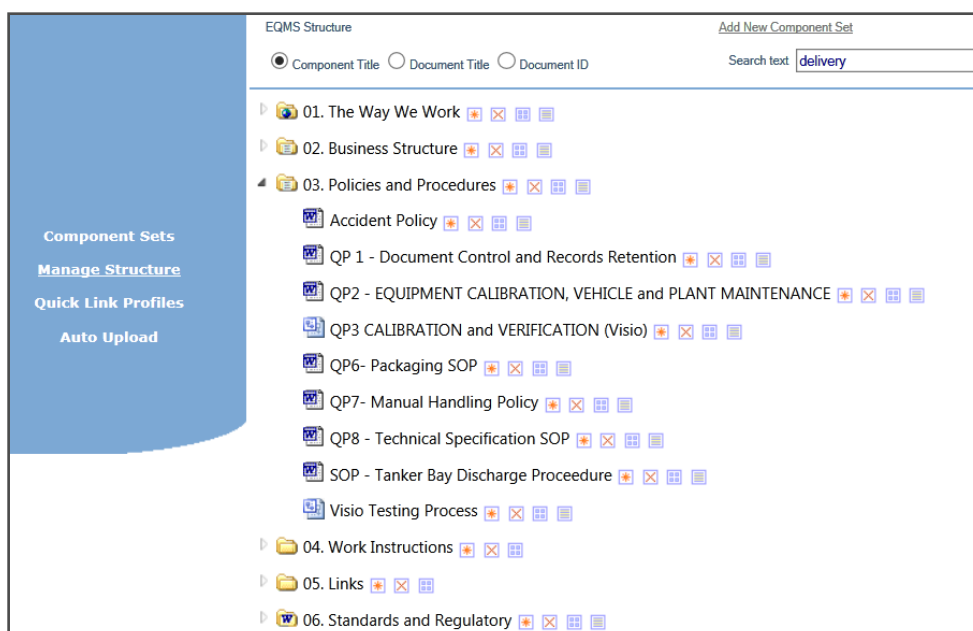 EQMS Structure
Add New Component Set
Component Title Document Title Document ID
Search text delivery
01. The Way We Work
02. Business Structure
03. Policies and Procedures
Accident Policy
QP 1 - Document Control and Records Retention
QP2 - EQUIPMENT CALIBRATION, VEHICLE and PLANT MAINTENANCE
QP3 CALIBRATION and VERIFICATION (Visio)
QP6- Packaging SOP
QP7- Manual Handling Policy
QP8 - Technical Specification SOP
SOP - Tanker Bay Discharge Proceedure
Visio Testing Process
04. Work Instructions
05. Links
06. Standards and Regulatory
Component Sets
Manage Structure
Quick Link Profiles
Auto Upload